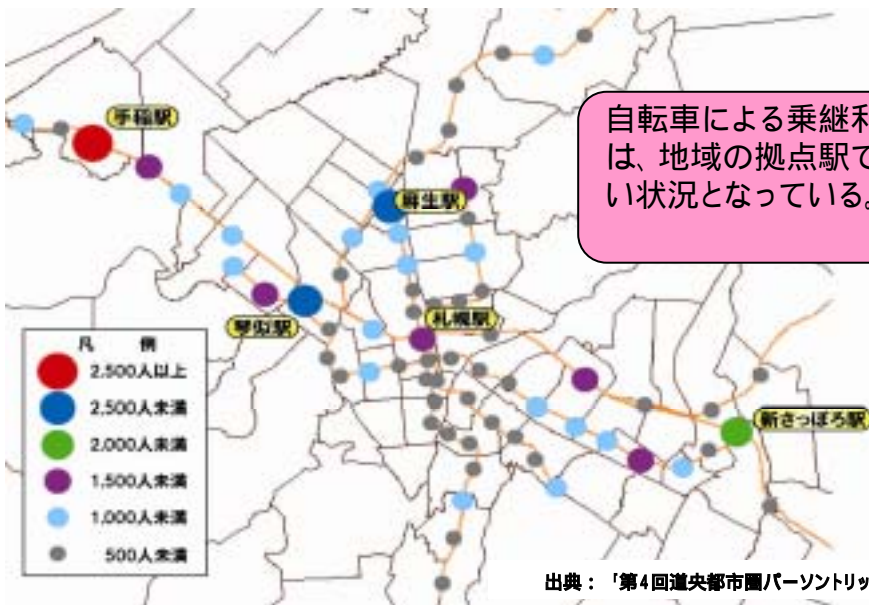 手稲駅
自転車による乗継利
は、地域の拠点駅で
い状況となっている。
麻生駅
琴似駅
札幌駅
凡 例
2,500人以上
2,500人未満
2,000人未満
1,500人未満
1,000人未満
500人未満
新さっぽろ駅
出典：「第4回道央都市圏パーソントリッ